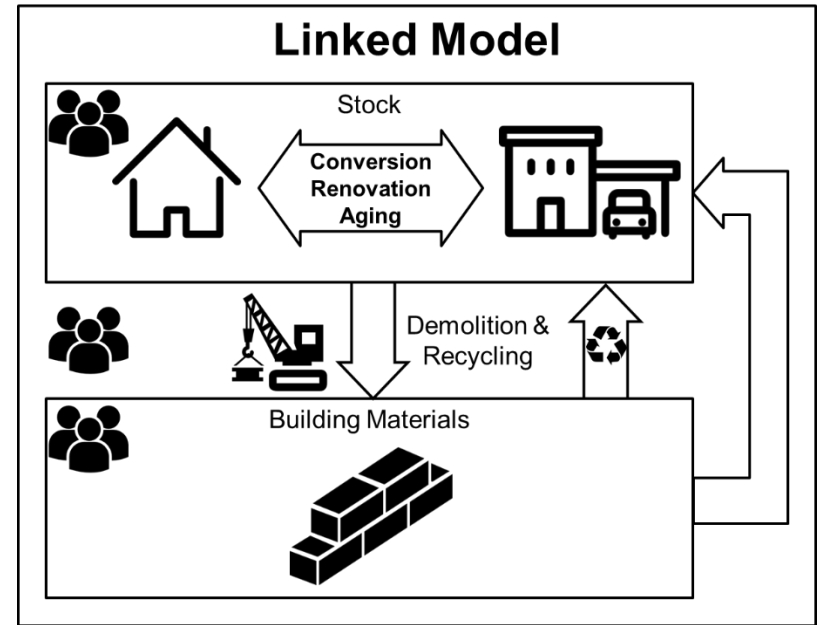 Linked Model
Stock
Conversion
Renovation
Aging
Demolition &
Recycling
Building Materials